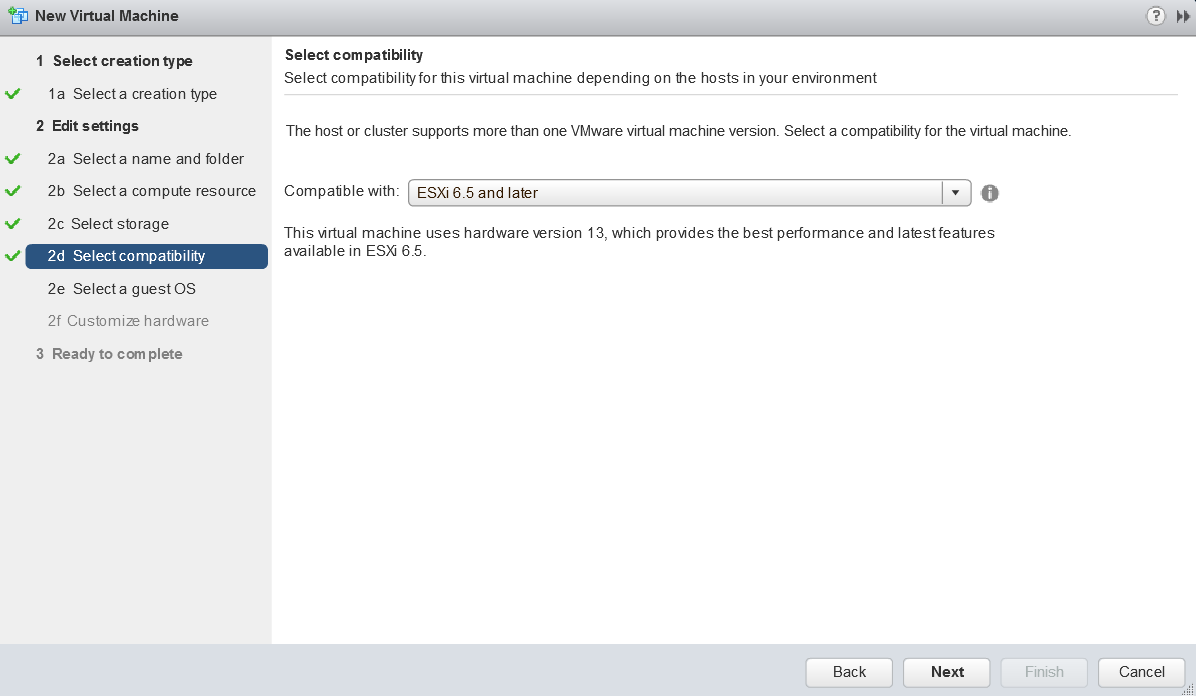 New Virtual Machine
?
1 Select creation type
1a Select a creation type
2 Edit settings
2a Select a name and folder
2b Select a compute resource
2c Select storage
2d Select compatibility
2e Select a guest OS
2f Customize hardware
3 Ready to complete
Select compatibility
Select compatibility for this virtual machine depending on the hosts in your environment
The host or cluster supports more than one VMware virtual machine version. Select a compatibility for the virtual machine.
Compatible with: ESXi 6.5 and later
This virtual machine uses hardware version 13, which provides the best performance and latest features
available in ESXi 6.5.
Back Next Finish Cancel